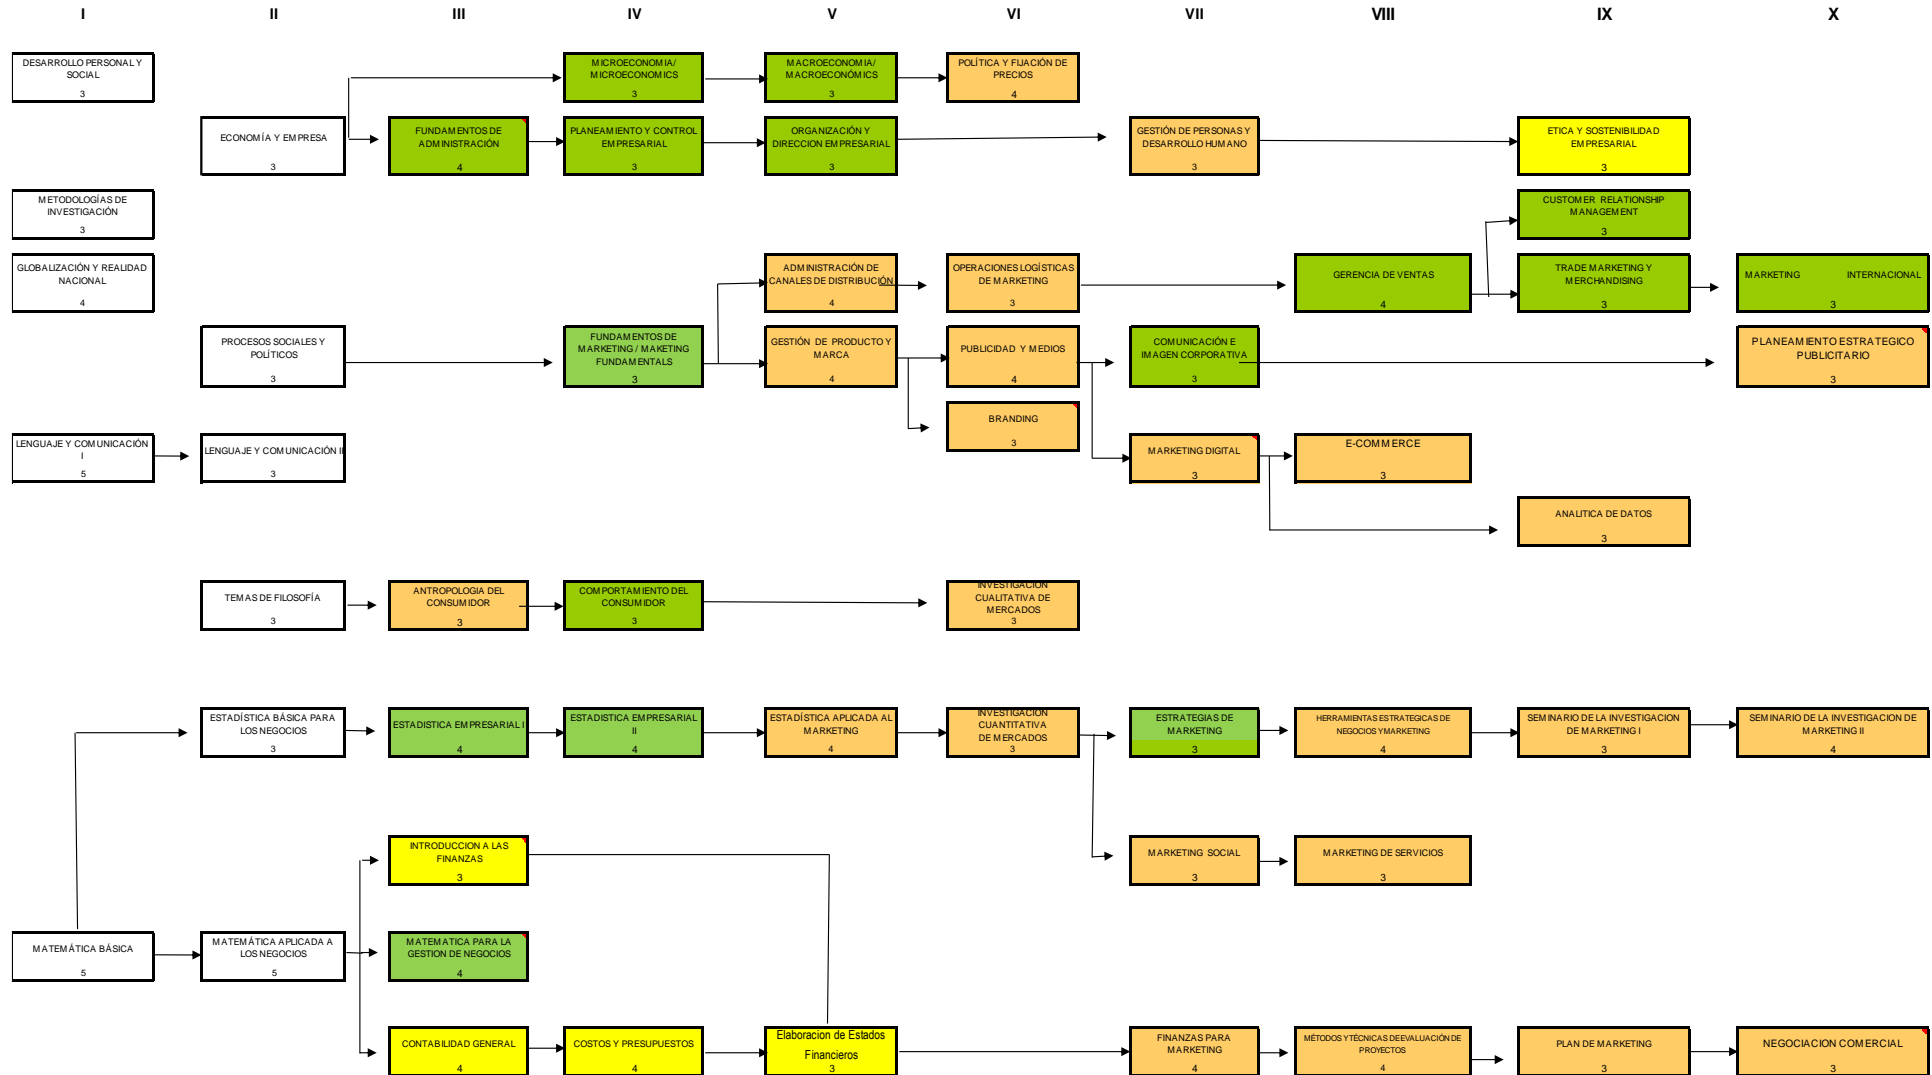 I II III IV V VI VII VIII IX X
DESARROLLO PERSONAL Y
SOCIAL
3
MICROECONOMIA/
MICROECONOMICS
3
MACROECONOMIA/
MACROECONÓMICS
3
POLÍTICA Y FIJACIÓN DE
PRECIOS
4
ECONOMÍA Y EMPRESA
3
FUNDAMENTOS DE
ADMINISTRACIÓN
4
PLANEAMIENTO Y CONTROL
EMPRESARIAL
3
ORGANIZACIÓN Y
DIRECCION EMPRESARIAL
3
GESTIÓN DE PERSONAS Y
DESARROLLO HUMANO
3
ETICA Y SOSTENIBILIDAD
EMPRESARIAL
3
METODOLOGÍAS DE
INVESTIGACIÓN
3
CUSTOMER RELATIONSHIP
MANAGEMENT
3
GLOBALIZACIÓN Y REALIDAD
NACIONAL
4
ADMINISTRACIÓN DE
CANALES DE DISTRIBUCIÓN
4
OPERACIONES LOGÍSTICAS
DE MARKETING
3
GERENCIA DE VENTAS
4
TRADE MARKETING Y
MERCHANDISING
3
MARKETING INTERNACIONAL
3
PROCESOS SOCIALES Y
POLÍTICOS
3
FUNDAMENTOS DE
MARKETING / MAKETING
FUNDAMENTALS
3
GESTIÓN DE PRODUCTO Y
MARCA
4
PUBLICIDAD Y MEDIOS
4
COMUNICACIÓN E
IMAGEN CORPORATIVA
3
PLANEAMIENTO ESTRATEGICO
PUBLICITARIO
3
BRANDING
3
LENGUAJE Y COMUNICACIÓN
I
5
LENGUAJE Y COMUNICACIÓN II
3
MARKETING DIGITAL
3
E-COMMERCE
3
ANALITICA DE DATOS
3
TEMAS DE FILOSOFÍA
3
ANTROPOLOGIA DEL
CONSUMIDOR
3
COMPORTAMIENTO DEL
CONSUMIDOR
3
INVESTIGACIÓN
CUALITATIVA DE
MERCADOS
3
ESTADÍSTICA BÁSICA PARA
LOS NEGOCIOS
3
ESTADISTICA EMPRESARIAL I
4
ESTADISTICA EMPRESARIAL
II
4
ESTADÍSTICA APLICADA AL
MARKETING
4
INVESTIGACIÓN
CUANTITATIVA
DE MERCADOS
3
ESTRATEGIAS DE
MARKETING
3
HERRAMIENTAS ESTRATEGICAS DE
NEGOCIOS Y MARKETING
4
SEMINARIO DE LA INVESTIGACION
DE MARKETING I
3
SEMINARIO DE LA INVESTIGACION DE
MARKETING II
4
INTRODUCCION A LAS
FINANZAS
3
MARKETING SOCIAL
3
MARKETING DE SERVICIOS
3
MATEMÁTICA BÁSICA
5
MATEMÁTICA APLICADA A
LOS NEGOCIOS
5
MATEMATICA PARA LA
GESTION DE NEGOCIOS
4
CONTABILIDAD GENERAL
4
COSTOS Y PRESUPUESTOS
4
Elaboracion de Estados
Financieros
3
FINANZAS PARA
MARKETING
4
MÉTODOS Y TÉCNICAS DE EVALUACIÓN DE
PROYECTOS
4
PLAN DE MARKETING
3
NEGOCIACION COMERCIAL
3